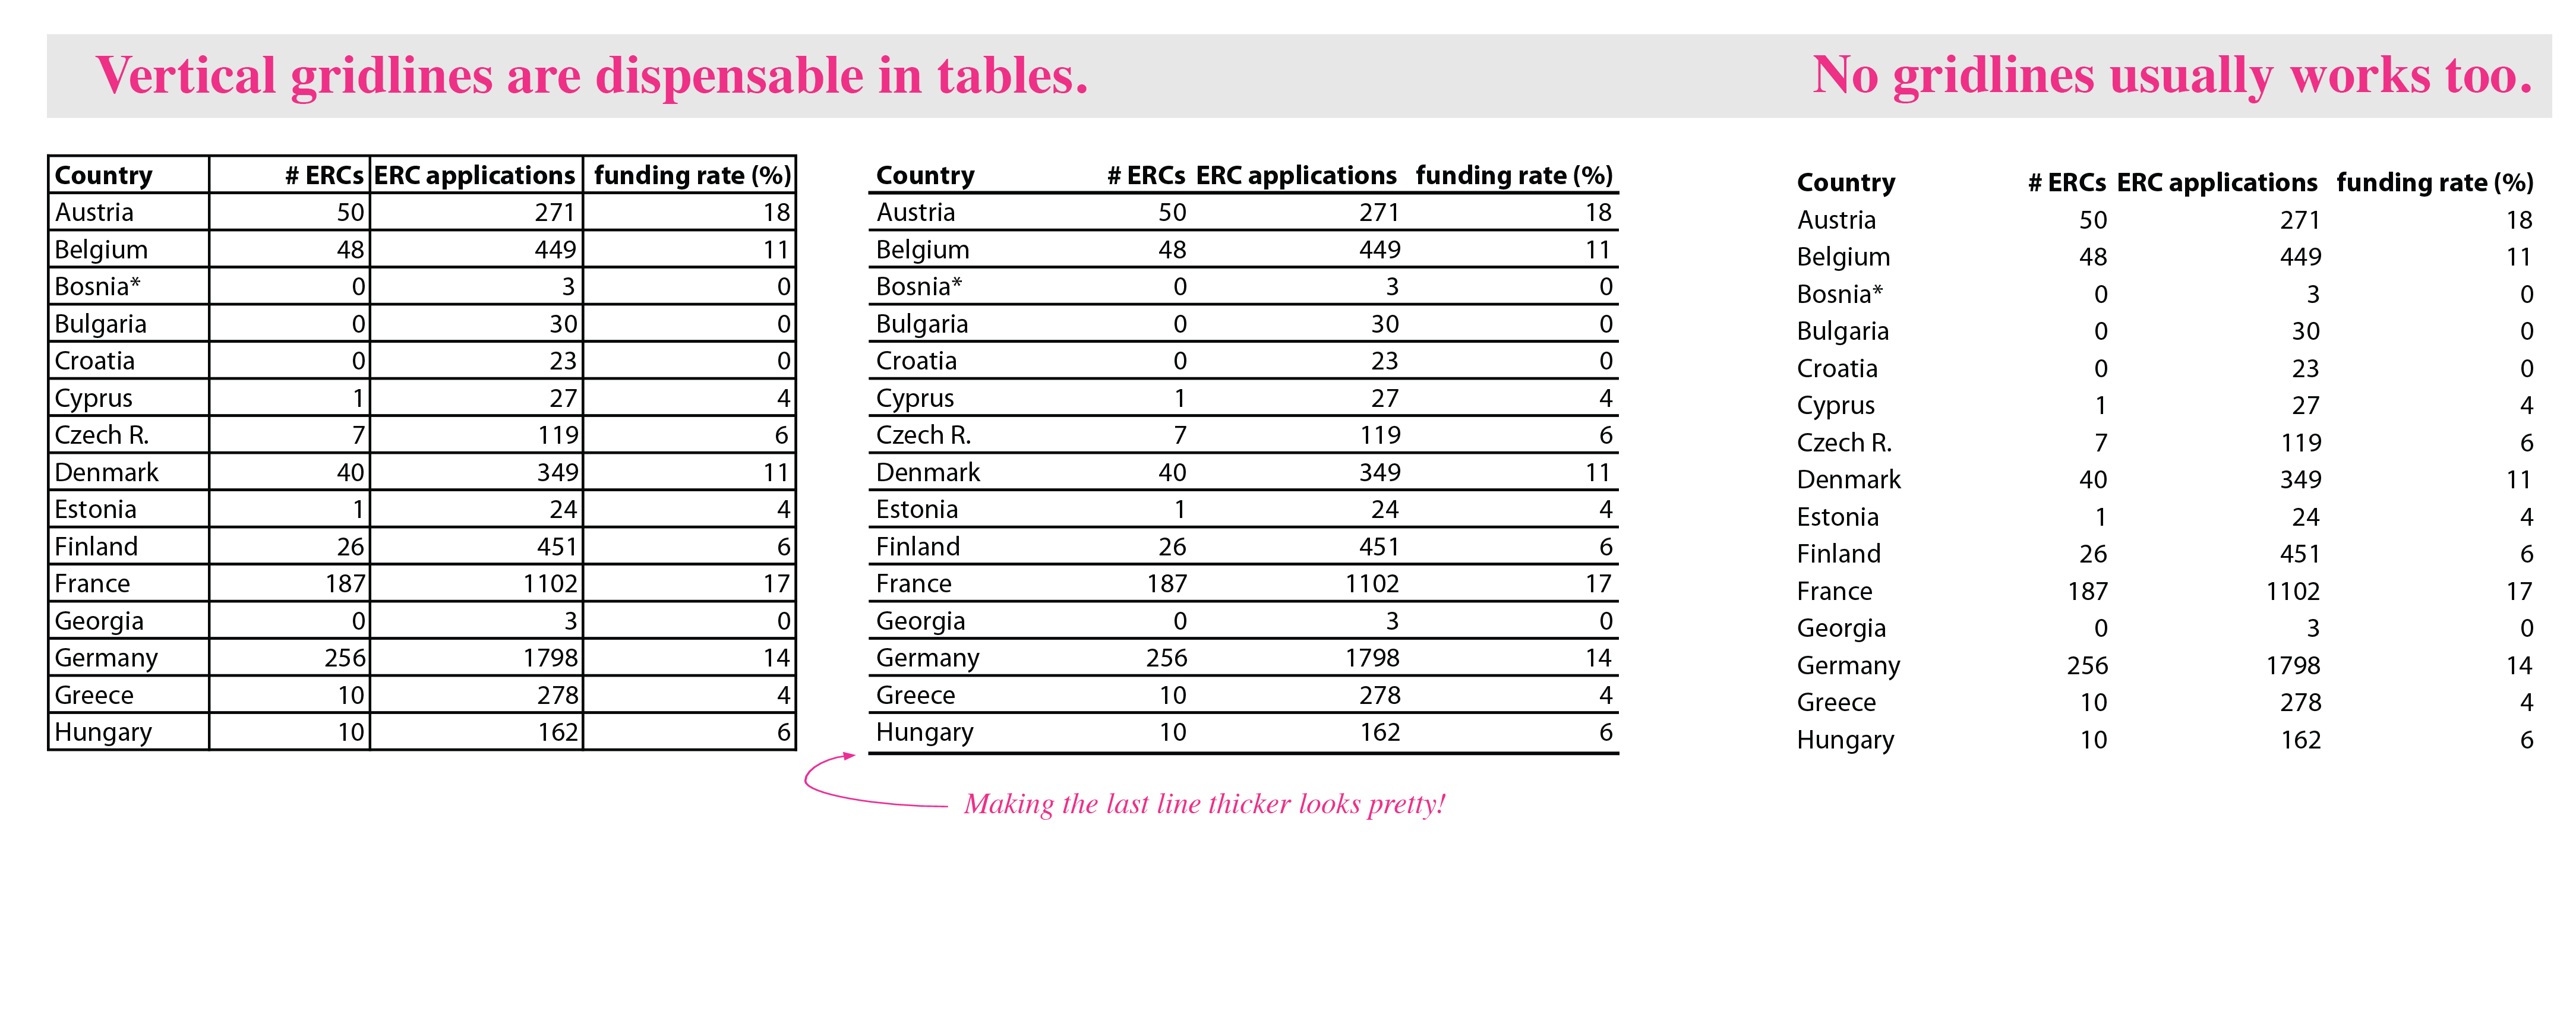 Vertical gridlines are dispensable in tables.
No gridlines usually works too.
Country # ERCs ERC applications funding rate (%)
Austria 50 271 18
Belgium 48 449 11
Bosnia* 0 3 0
Bulgaria 0 30 0
Croatia 0 23 0
Cyprus 1 27 4
Czech R. 7 119 6
Denmark 40 349 11
Estonia 1 24 4
Finland 26 451 6
France 187 1102 17
Georgia 0 3 0
Germany 256 1798 14
Greece 10 278 4
Hungary 10 162 6
Country # ERCs ERC applications funding rate (%)
Austria 50 271 18
Belgium 48 449 11
Bosnia* 0 3 0
Bulgaria 0 30 0
Croatia 0 23 0
Cyprus 1 27 4
Czech R. 7 119 6
Denmark 40 349 11
Estonia 1 24 4
Finland 26 451 6
France 187 1102 17
Georgia 0 3 0
Germany 256 1798 14
Greece 10 278 4
Hungary 10 162 6
Making the last line thicker looks pretty!
Country # ERCs ERC applications funding rate (%)
Austria 50 271 18
Belgium 48 449 11
Bosnia* 0 3 0
Bulgaria 0 30 0
Croatia 0 23 0
Cyprus 1 27 4
Czech R. 7 119 6
Denmark 40 349 11
Estonia 1 24 4
Finland 26 451 6
France 187 1102 17
Georgia 0 3 0
Germany 256 1798 14
Greece 10 278 4
Hungary 10 162 6